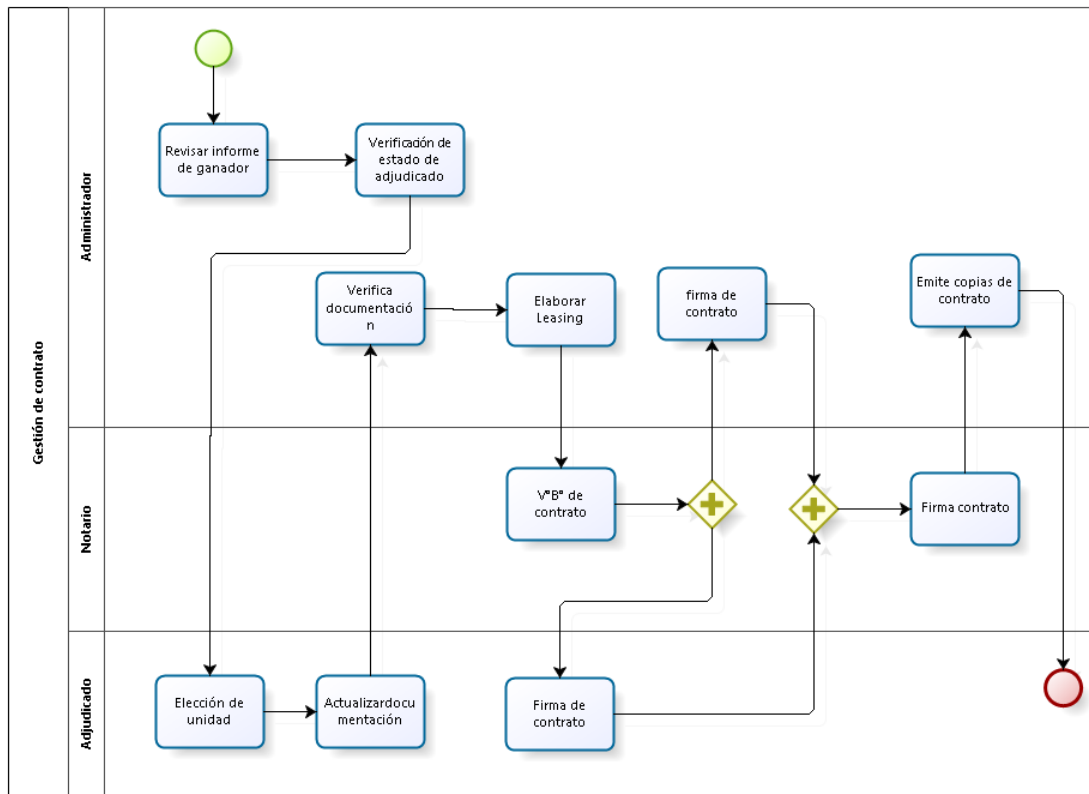 Gestión de contrato
Administrador
Revisar informe
de ganador
Verificación de
estado de
adjudicado
Verifica
documentació
n
Elaborar
Leasing
firma de
contrato
Emite copias de
contrato
Notario
V°B° de
contrato
Firma contrato
Adjudicado
Elección de
unidad
Actualizardocu
mentación
Firma de
contrato